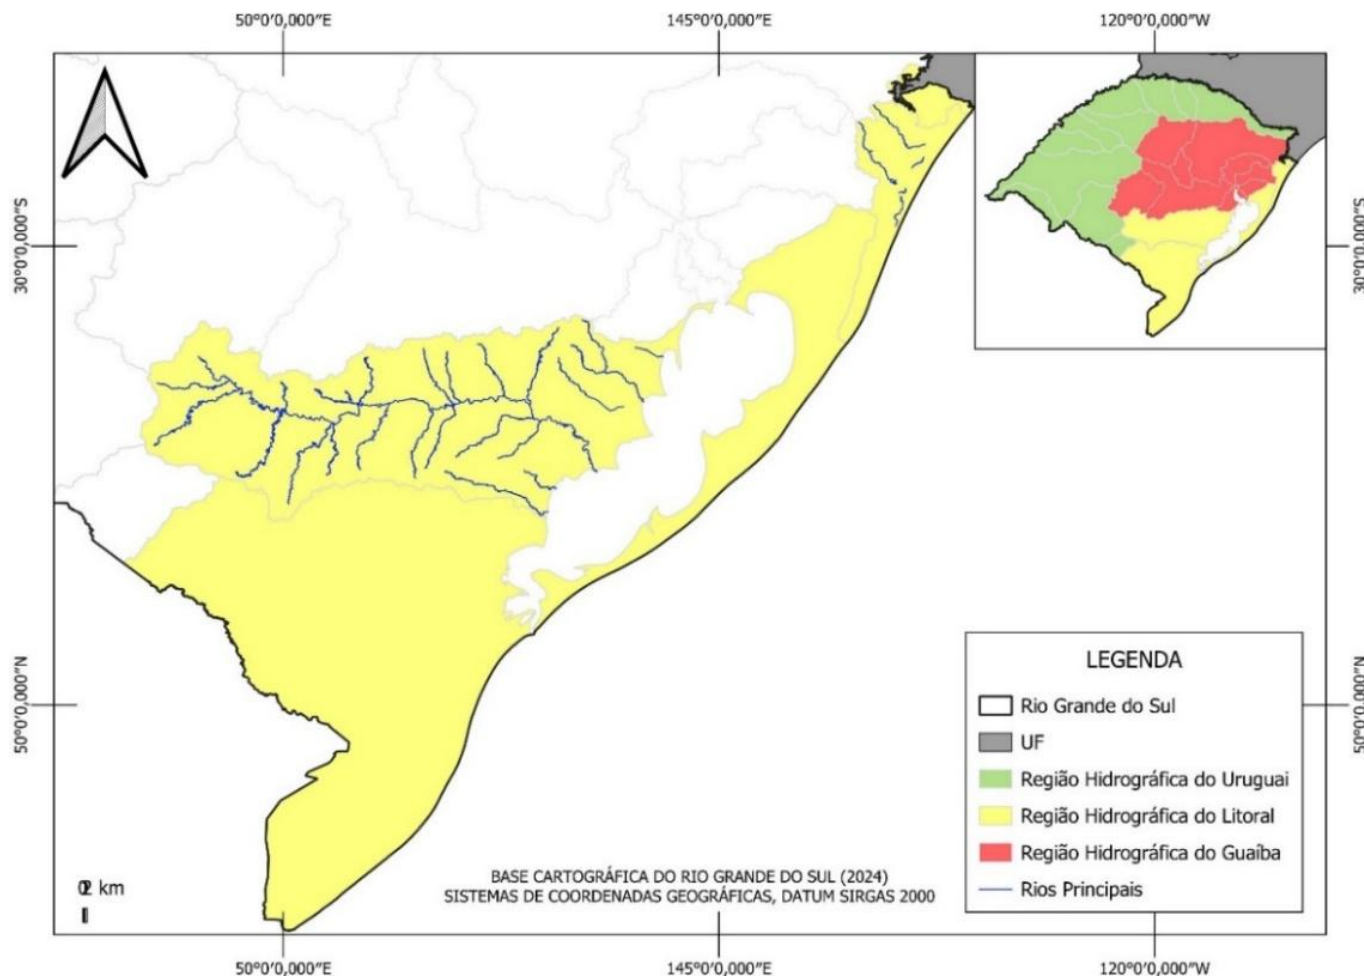 50°0'0,000"E
145°0'0,000"E
120°0'0,000"W
30°0'0,000"S
30°0'0,000"S
50°0'0,000"N
50°0'0,000"N
LEGENDA
Rio Grande do Sul
UF
Região Hidrográfica do Uruguai
Região Hidrográfica do Litoral
Região Hidrográfica do Guaíba
Rios Principais
km
BASE CARTOGRÁFICA DO RIO GRANDE DO SUL (2024)
SISTEMAS DE COORDENADAS GEOGRÁFICAS, DATUM SIRGAS 2000
50°0'0,000"E
145°0'0,000"E
120°0'0,000"W